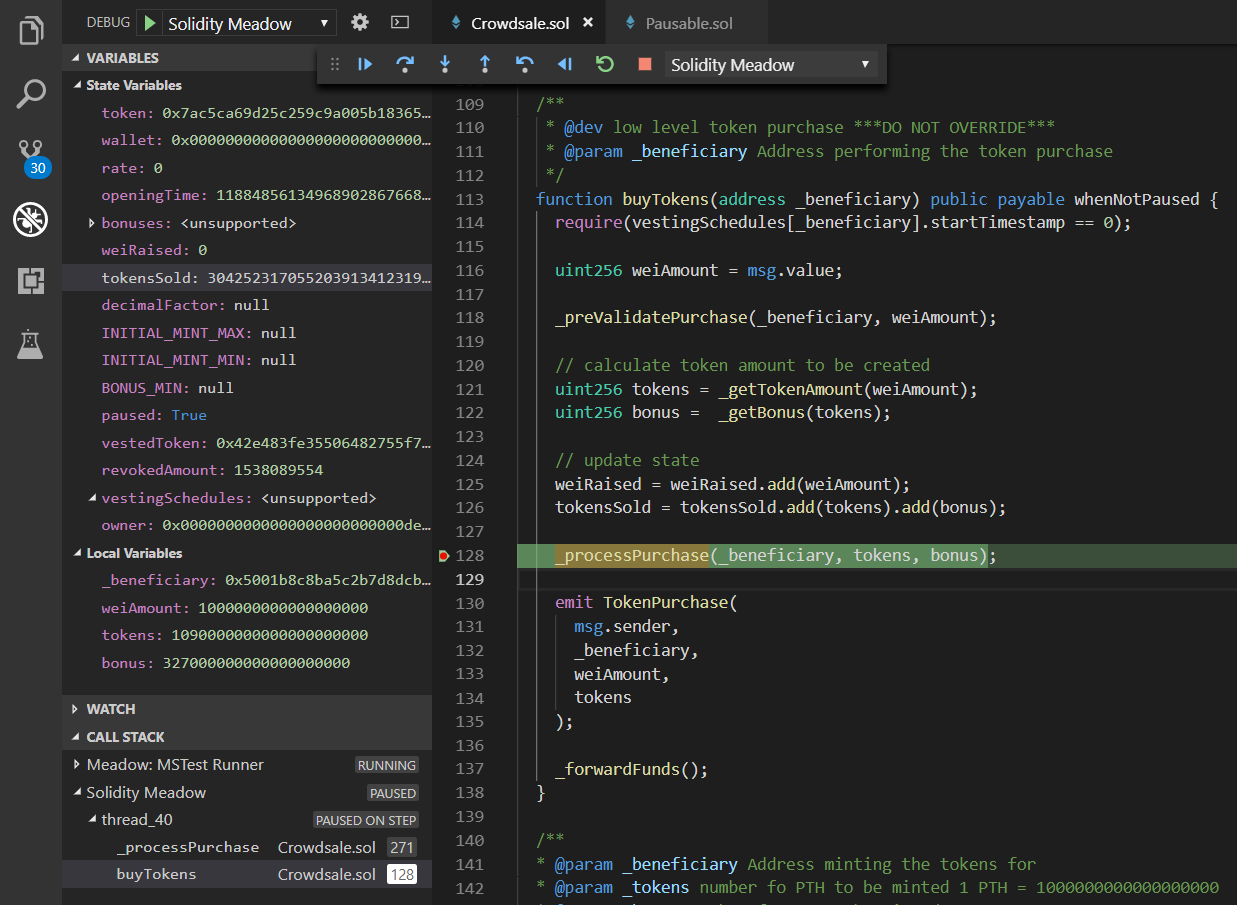 DEBUG Solidity Meadow
Crowdsale.sol
Pausable.sol
Solidity Meadow
30
VARIABLES
State Variables
token: 0x7ac5ca69d25c259c9a005b18365…
wallet: 0x00000000000000000000000000…
rate: 0
openingTime: 11884856134968902867668…
bonuses: <unsupported>
weiRaised: 0
tokensSold: 3042523170552039134123​19…
decimalFactor: null
INITIAL_MINT_MAX: null
INITIAL_MINT_MIN: null
BONUS_MIN: null
paused: True
vestedToken: 0x42e483fe35506482755f7…
revokedAmount: 1538089554
vestingSchedules: <unsupported>
owner: 0x0000000000000000000000000de…
Local Variables
_beneficiary: 0x5001b8c8ba5c2b7d8dcb…
weiAmount: 1000000000000000000
tokens: 1090000000000000000000
bonus: 327000000000000000000
WATCH
CALL STACK
Meadow: MSTest Runner RUNNING
Solidity Meadow PAUSED
thread_40 PAUSED ON STEP
_processPurchase Crowdsale.sol 271
buyTokens Crowdsale.sol 128
109 /**
110 * @dev low level token purchase ***DO NOT OVERRIDE***
111 * @param _beneficiary Address performing the token purchase
112 */
113 function buyTokens(address _beneficiary) public payable whenNotPaused {
114 require(vestingSchedules[_beneficiary].startTimestamp == 0);
115
116 uint256 weiAmount = msg.value;
117
118 _preValidatePurchase(_beneficiary, weiAmount);
119
120 // calculate token amount to be created
121 uint256 tokens = _getTokenAmount(weiAmount);
122 uint256 bonus =  _getBonus(tokens);
123
124 // update state
125 weiRaised = weiRaised.add(weiAmount);
126 tokensSold = tokensSold.add(tokens).add(bonus);
127
128 _processPurchase(_beneficiary, tokens, bonus);
129
130 emit TokenPurchase(
131 msg.sender,
132 _beneficiary,
133 weiAmount,
134 tokens
135 );
136
137 _forwardFunds();
138 }
139
140 /**
141 * @param _beneficiary Address minting the tokens for
142 * @param _tokens number fo PTH to be minted 1 PTH = 1000000000000000000